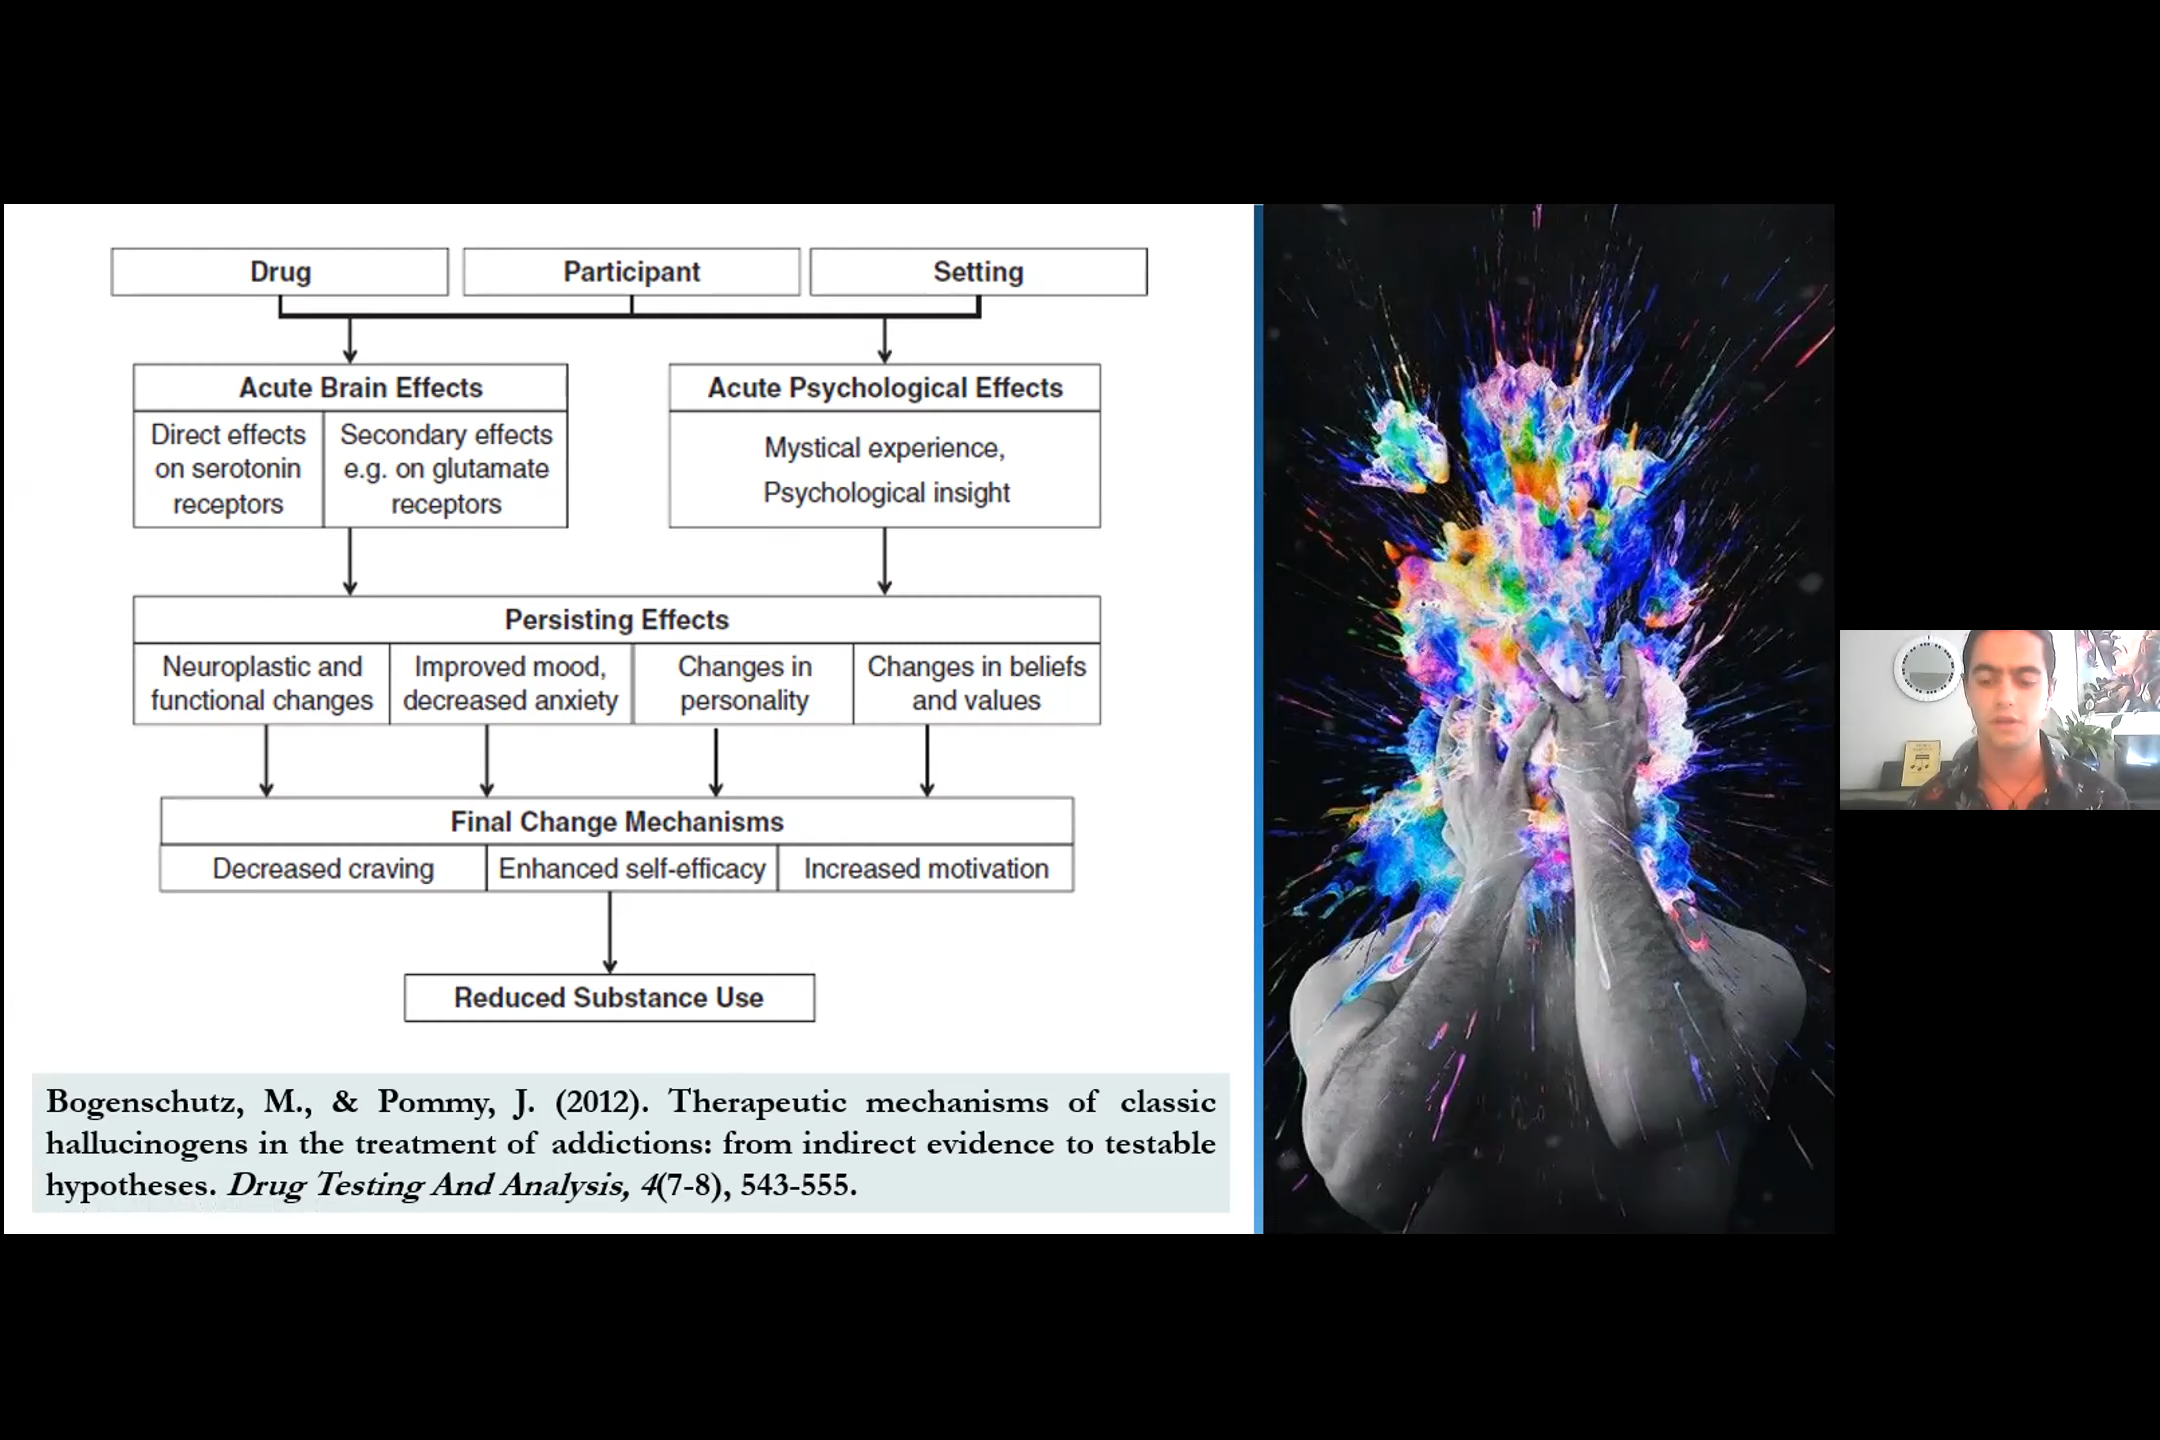 Drug
Participant
Setting
Acute Brain Effects
Direct effects
on serotonin
receptors
Secondary effects
e.g. on glutamate
receptors
Acute Psychological Effects
Mystical experience,
Psychological insight
Persisting Effects
Neuroplastic and
functional changes
Improved mood,
decreased anxiety
Changes in
personality
Changes in beliefs
and values
Final Change Mechanisms
Decreased craving
Enhanced self-efficacy
Increased motivation
Reduced Substance Use
Bogenschutz, M., & Pommy, J. (2012). Therapeutic mechanisms of classic
hallucinogens in the treatment of addictions: from indirect evidence to testable
hypotheses. Drug Testing And Analysis, 4(7-8), 543-555.